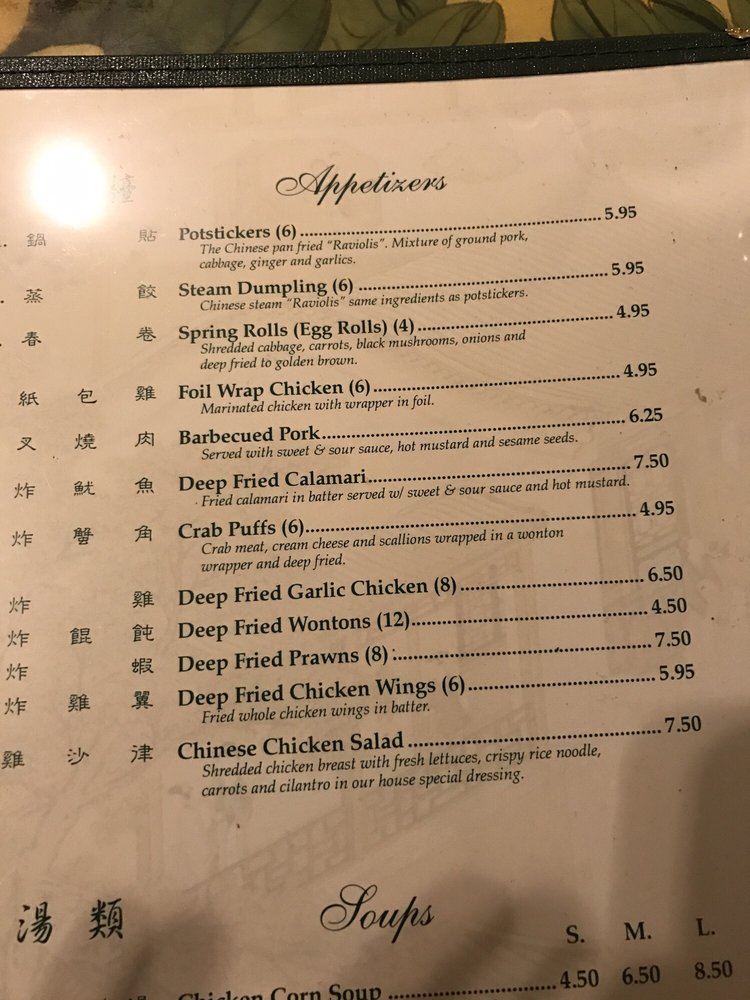 Appetizers
鍋 貼 Potstickers (6) 5.95
The Chinese pan fried "Raviolis". Mixture of ground pork,
cabbage, ginger and garlics.
蒸 餃 Steam Dumpling (6) 5.95
Chinese steam "Raviolis" same ingredients as potstickers.
春 卷 Spring Rolls (Egg Rolls) (4) 4.95
Shredded cabbage, carrots, black mushrooms, onions and
deep fried to golden brown.
紙 包 雞 Foil Wrap Chicken (6) 4.95
Marinated chicken with wrapper in foil.
叉 燒 肉 Barbecued Pork 6.25
Served with sweet & sour sauce, hot mustard and sesame seeds.
炸 魷 魚 Deep Fried Calamari 7.50
Fried calamari in batter served w/ sweet & sour sauce and hot mustard.
炸 蟹 角 Crab Puffs (6) 4.95
Crab meat, cream cheese and scallions wrapped in a wonton
wrapper and deep fried.
炸 雞 Deep Fried Garlic Chicken (8) 6.50
炸 餛 飩 Deep Fried Wontons (12) 4.50
炸 蝦 Deep Fried Prawns (8) 7.50
炸 雞 翼 Deep Fried Chicken Wings (6) 5.95
Fried whole chicken wings in batter.
雞 沙 律 Chinese Chicken Salad 7.50
Shredded chicken breast with fresh lettuces, crispy rice noodle,
carrots and cilantro in our house special dressing.
湯 類 Soups
S. M. L.
Chicken Corn Soup 4.50 6.50 8.50